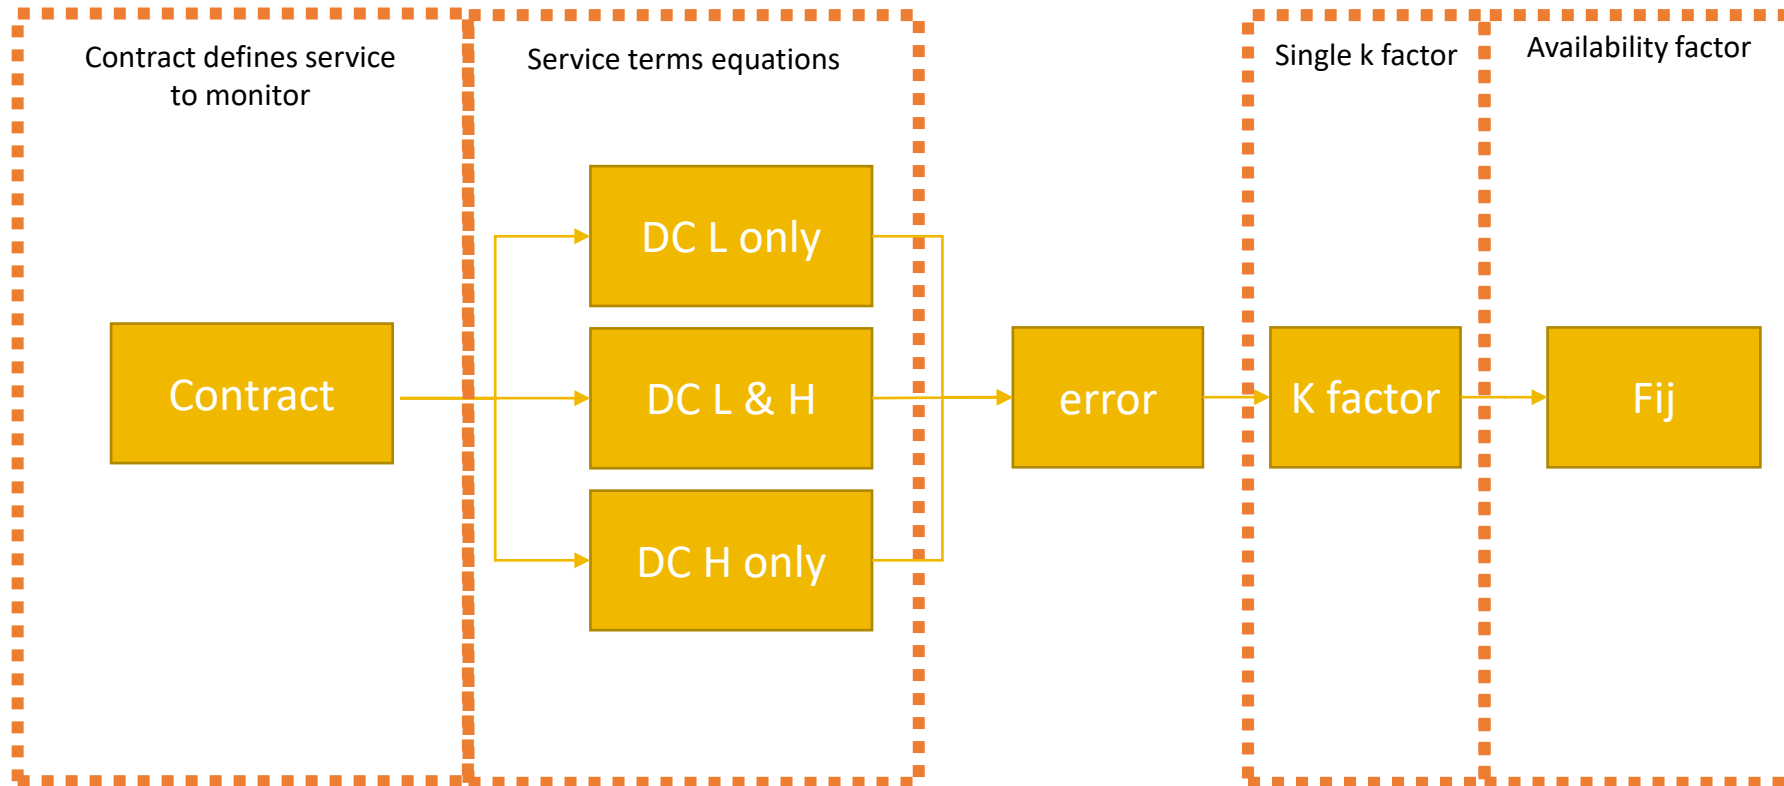 Contract defines service
to monitor
Service terms equations
Single k factor
Availability factor
DC L only
Contract
DC L & H
error
K factor
Fij
DC H only